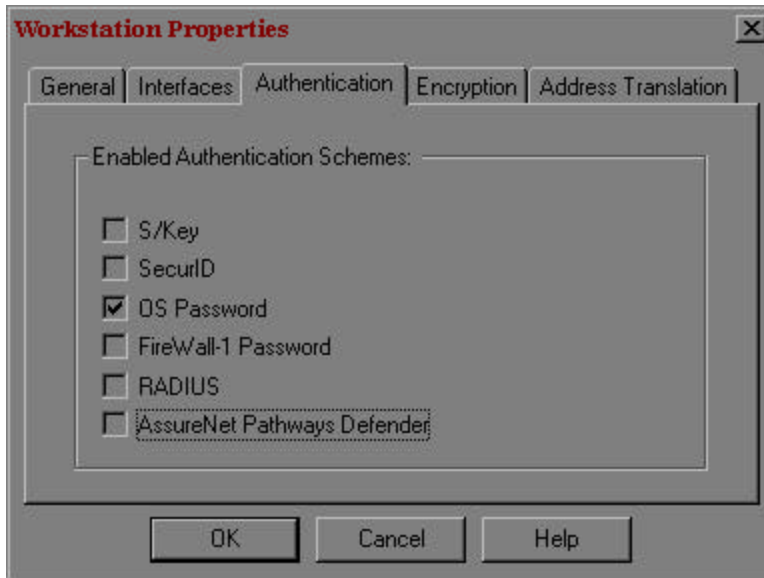 Workstation Properties
General Interfaces Authentication Encryption Address Translation
Enabled Authentication Schemes:
S/Key
SecurID
OS Password
FireWall-1 Password
RADIUS
AssureNet Pathways Defender
OK Cancel Help